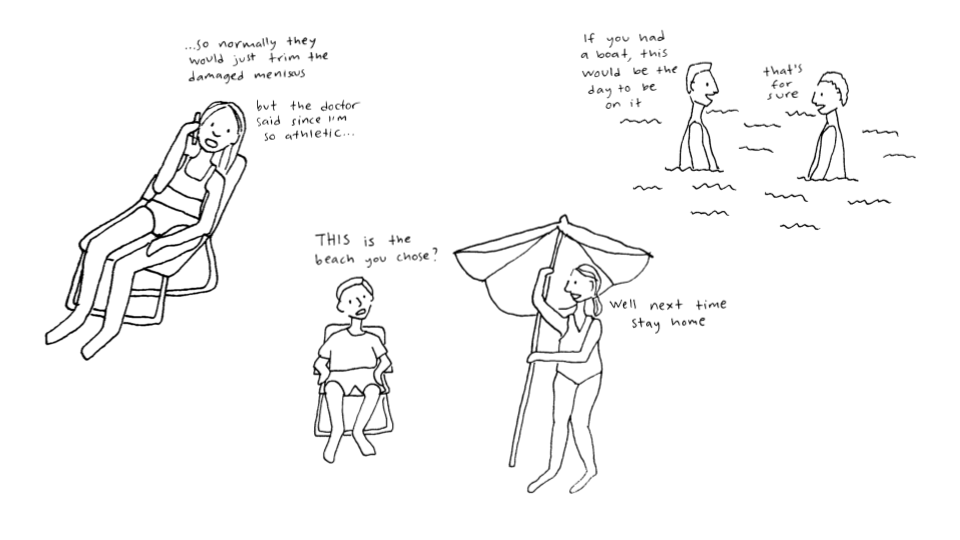 ...so normally they
would just trim the
damaged meniscus
but the doctor
said since I'm
so athletic...
If you had
a boat, this
would be the
day to be
on it
that's
for
sure
THIS is the
beach you chose?
Well next time
stay home